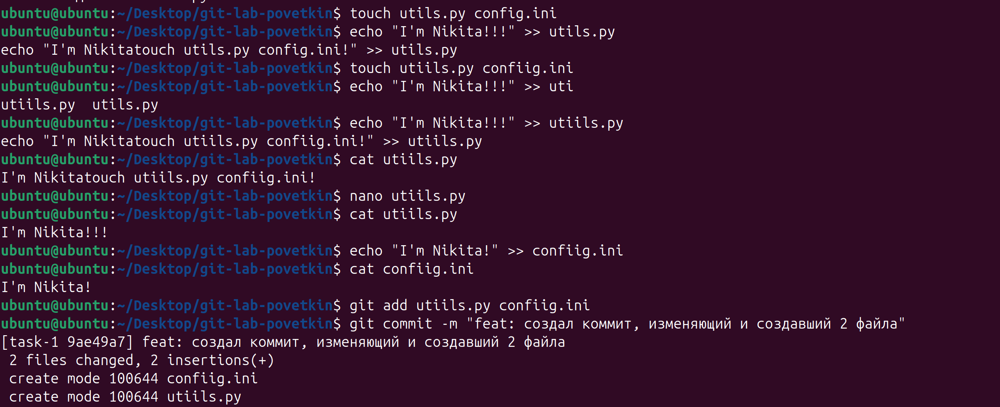 ubuntu@ubuntu:~/Desktop/git-lab-povetkin$ touch utils.py config.ini
ubuntu@ubuntu:~/Desktop/git-lab-povetkin$ echo "I'm Nikita!!!" >> utils.py
echo "I'm Nikitatouch utils.py config.ini!" >> utils.py
ubuntu@ubuntu:~/Desktop/git-lab-povetkin$ touch utiils.py confiig.ini
ubuntu@ubuntu:~/Desktop/git-lab-povetkin$ echo "I'm Nikita!!!" >> uti
utiils.py  utils.py
ubuntu@ubuntu:~/Desktop/git-lab-povetkin$ echo "I'm Nikita!!!" >> utiils.py
echo "I'm Nikitatouch utiils.py confiig.ini!" >> utiils.py
ubuntu@ubuntu:~/Desktop/git-lab-povetkin$ cat utiils.py
I'm Nikitatouch utiils.py confiig.ini!
ubuntu@ubuntu:~/Desktop/git-lab-povetkin$ nano utiils.py
ubuntu@ubuntu:~/Desktop/git-lab-povetkin$ cat utiils.py
I'm Nikita!!!
ubuntu@ubuntu:~/Desktop/git-lab-povetkin$ echo "I'm Nikita!" >> confiig.ini
ubuntu@ubuntu:~/Desktop/git-lab-povetkin$ cat confiig.ini
I'm Nikita!
ubuntu@ubuntu:~/Desktop/git-lab-povetkin$ git add utiils.py confiig.ini
ubuntu@ubuntu:~/Desktop/git-lab-povetkin$ git commit -m "feat: создал коммит, изменяющий и создавший 2 файла"
[task-1 9ae49a7] feat: создал коммит, изменяющий и создавший 2 файла
 2 files changed, 2 insertions(+)
 create mode 100644 confiig.ini
 create mode 100644 utiils.py